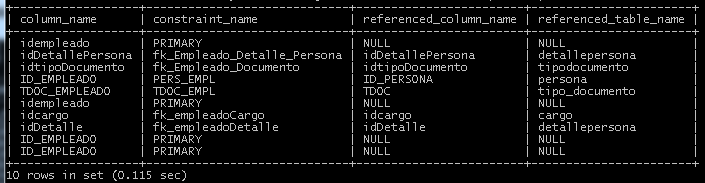 | column_name | constraint_name | referenced_column_name | referenced_table_name |
| idempleado | PRIMARY | NULL | NULL |
| idDetallePersona | fk_Empleado_Detalle_Persona | idDetallePersona | detallepersona |
| idtipoDocumento | fk_Empleado_Documento | idtipoDocumento | tipodocumento |
| ID_EMPLEADO | PERS_EMPL | ID_PERSONA | persona |
| TDOC_EMPLEADO | TDOC_EMPL | TDOC | tipo_documento |
| idempleado | PRIMARY | NULL | NULL |
| idcargo | fk_empleadoCargo | idcargo | cargo |
| idDetalle | fk_empleadoDetalle | idDetalle | detallepersona |
| ID_EMPLEADO | PRIMARY | NULL | NULL |
| ID_EMPLEADO | PRIMARY | NULL | NULL |
10 rows in set (0.115 sec)